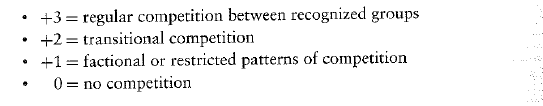 • +3 = regular competition between recognized groups
• +2 = transitional competition
• +1 = factional or restricted patterns of competition
• 0 = no competition